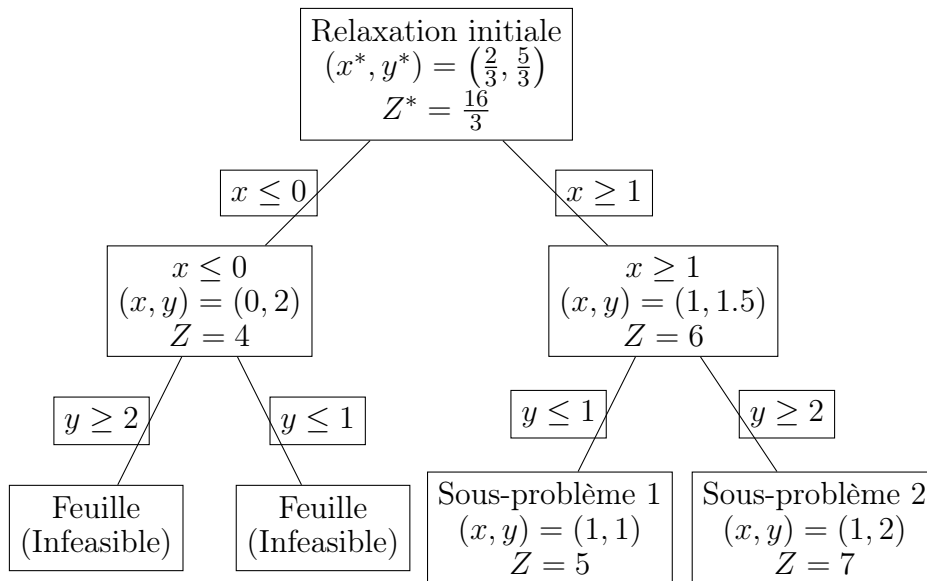 Relaxation initiale
(x*, y*) = (2/3, 5/3)
Z* = 16/3
x ≤ 0
x ≥ 1
x ≤ 0
(x, y) = (0, 2)
Z = 4
x ≥ 1
(x, y) = (1, 1.5)
Z = 6
y ≥ 2
y ≤ 1
y ≤ 1
y ≥ 2
Feuille
(Infeasible)
Feuille
(Infeasible)
Sous-problème 1
(x, y) = (1, 1)
Z = 5
Sous-problème 2
(x, y) = (1, 2)
Z = 7